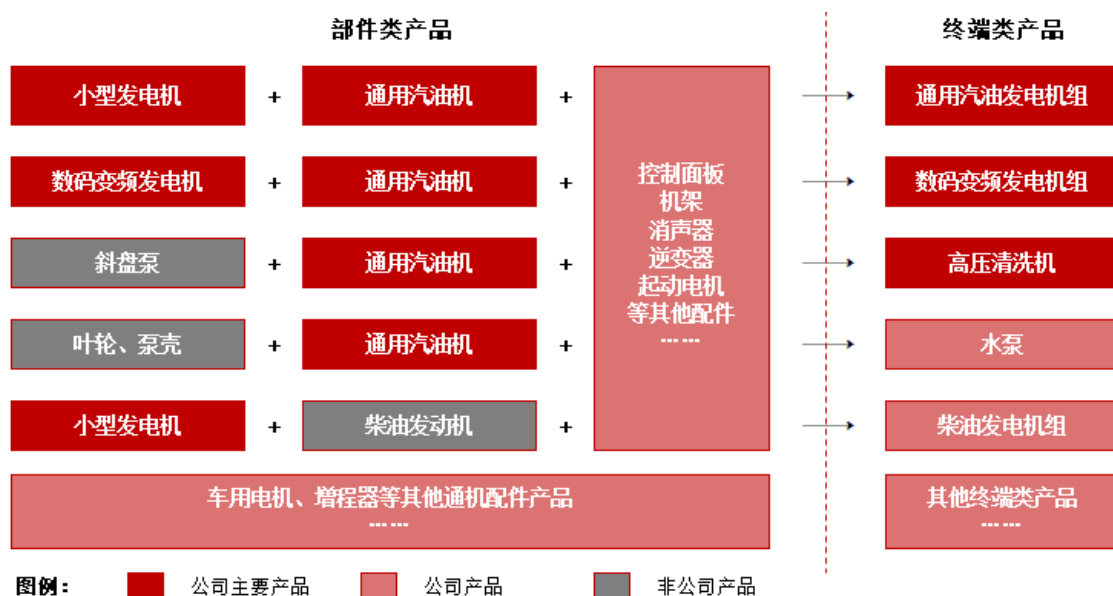 部件类产品
终端类产品
小型发电机 + 通用汽油机 + 通用汽油发电机组
数码变频发电机 + 通用汽油机 + 数码变频发电机组
斜盘泵 + 通用汽油机 + 高压清洗机
叶轮、泵壳 + 通用汽油机 + 水泵
小型发电机 + 柴油发动机 + 柴油发电机组
控制面板
机架
消声器
逆变器
起动电机
等其他配件
……
车用电机、增程器等其他通机配件产品
……
其他终端类产品
……
图例： 公司主要产品 公司产品 非公司产品